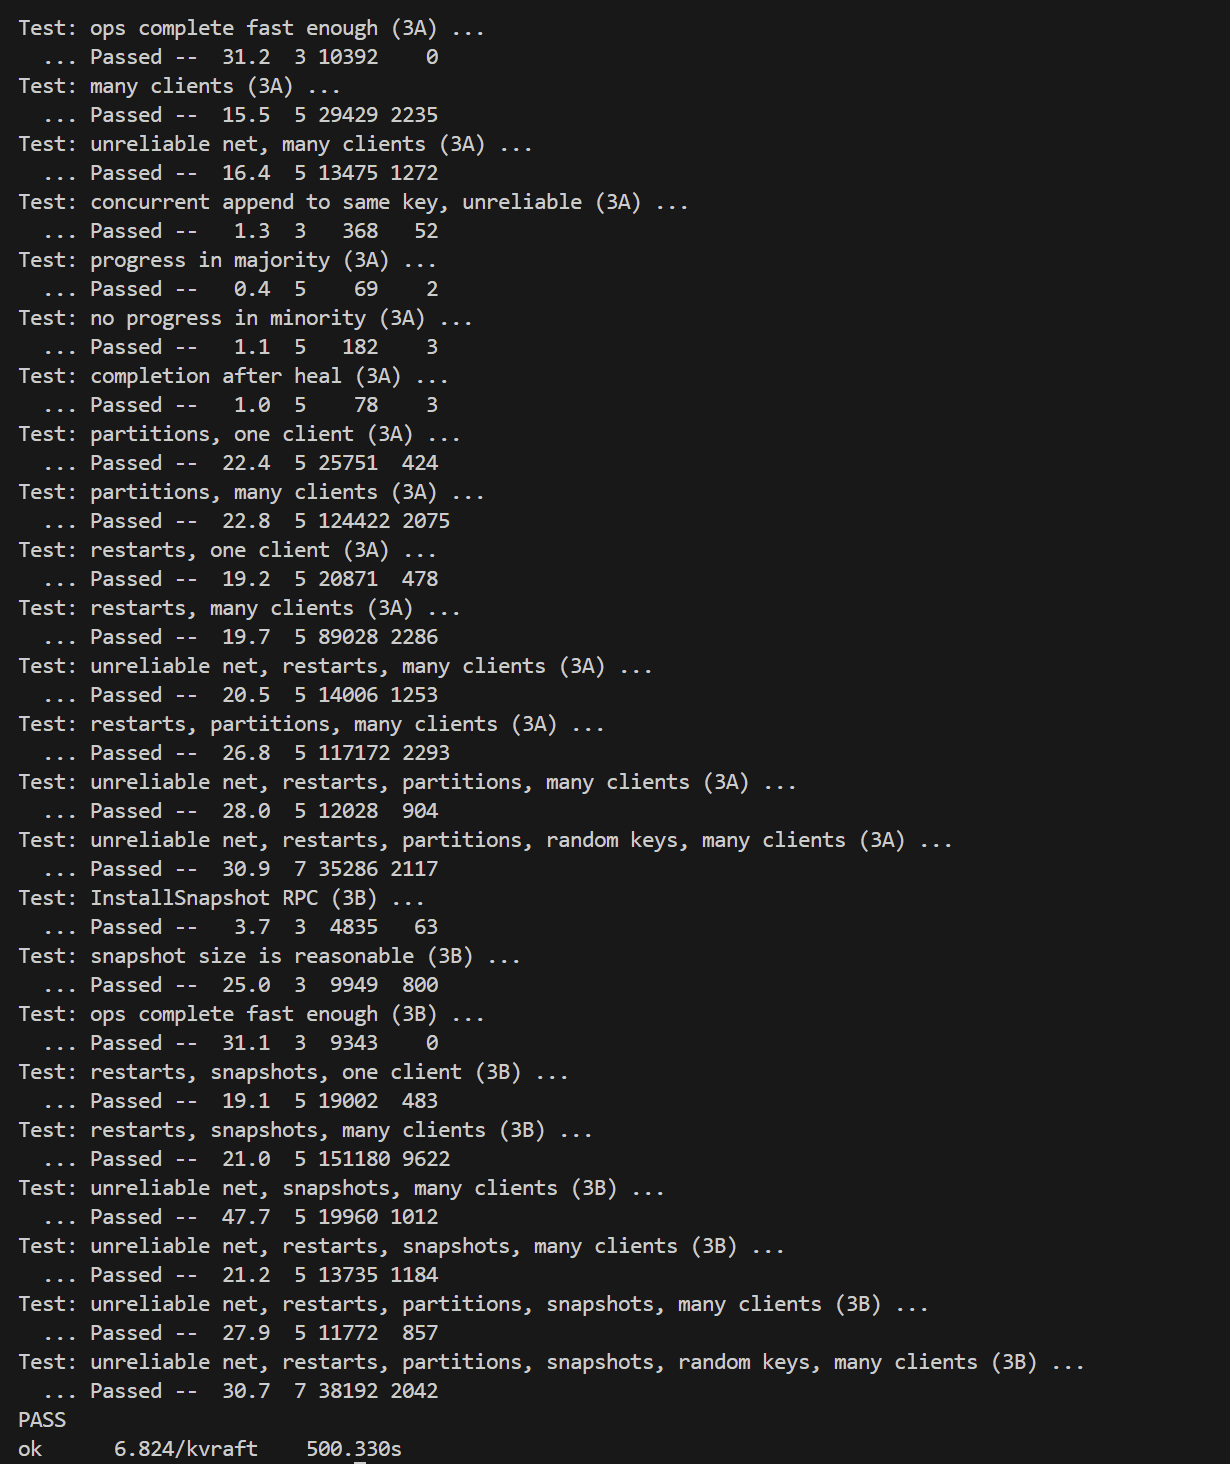 Test: ops complete fast enough (3A) ...
  ... Passed --  31.2  3 10392    0
Test: many clients (3A) ...
  ... Passed --  15.5  5 29429 2235
Test: unreliable net, many clients (3A) ...
  ... Passed --  16.4  5 13475 1272
Test: concurrent append to same key, unreliable (3A) ...
  ... Passed --   1.3  3   368   52
Test: progress in majority (3A) ...
  ... Passed --   0.4  5    69    2
Test: no progress in minority (3A) ...
  ... Passed --   1.1  5   182    3
Test: completion after heal (3A) ...
  ... Passed --   1.0  5    78    3
Test: partitions, one client (3A) ...
  ... Passed --  22.4  5 25751  424
Test: partitions, many clients (3A) ...
  ... Passed --  22.8  5 124422 2075
Test: restarts, one client (3A) ...
  ... Passed --  19.2  5 20871  478
Test: restarts, many clients (3A) ...
  ... Passed --  19.7  5 89028 2286
Test: unreliable net, restarts, many clients (3A) ...
  ... Passed --  20.5  5 14006 1253
Test: restarts, partitions, many clients (3A) ...
  ... Passed --  26.8  5 117172 2293
Test: unreliable net, restarts, partitions, many clients (3A) ...
  ... Passed --  28.0  5 12028  904
Test: unreliable net, restarts, partitions, random keys, many clients (3A) ...
  ... Passed --  30.9  7 35286 2117
Test: InstallSnapshot RPC (3B) ...
  ... Passed --   3.7  3  4835   63
Test: snapshot size is reasonable (3B) ...
  ... Passed --  25.0  3  9949  800
Test: ops complete fast enough (3B) ...
  ... Passed --  31.1  3  9343    0
Test: restarts, snapshots, one client (3B) ...
  ... Passed --  19.1  5 19002  483
Test: restarts, snapshots, many clients (3B) ...
  ... Passed --  21.0  5 151180 9622
Test: unreliable net, snapshots, many clients (3B) ...
  ... Passed --  47.7  5 19960 1012
Test: unreliable net, restarts, snapshots, many clients (3B) ...
  ... Passed --  21.2  5 13735 1184
Test: unreliable net, restarts, partitions, snapshots, many clients (3B) ...
  ... Passed --  27.9  5 11772  857
Test: unreliable net, restarts, partitions, snapshots, random keys, many clients (3B) ...
  ... Passed --  30.7  7 38192 2042
PASS
ok      6.824/kvraft    500.330s